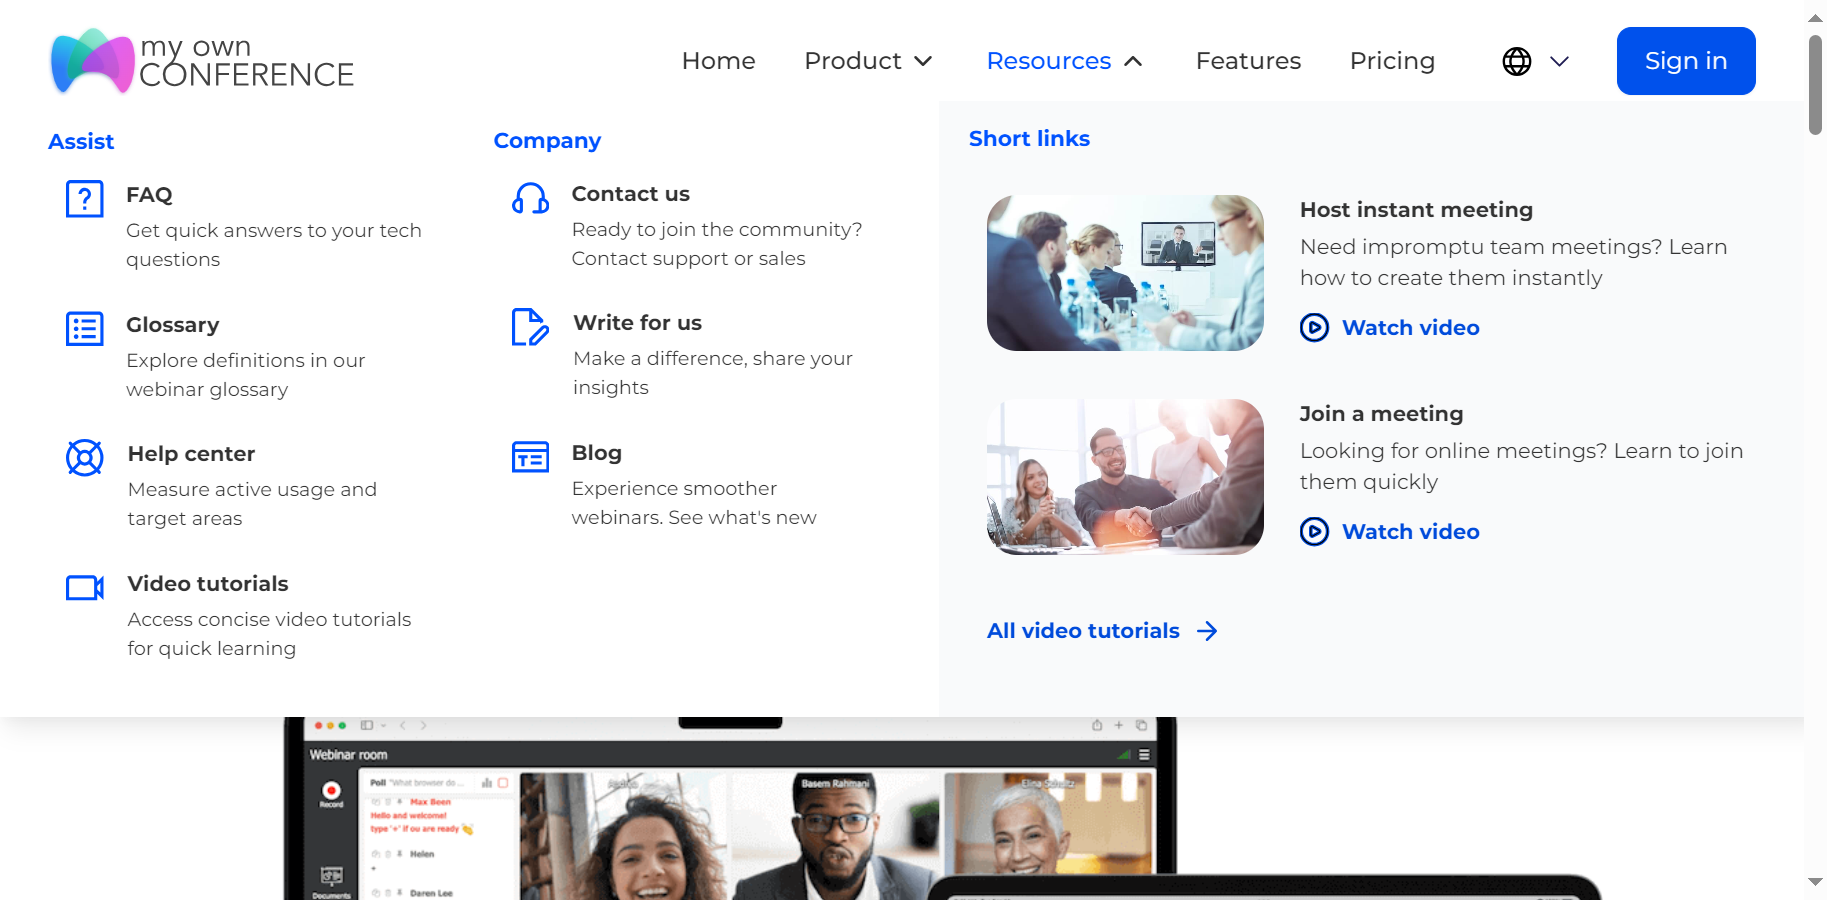 my own
CONFERENCE
Home
Product
Resources
Features
Pricing
Sign in
Assist
FAQ
Get quick answers to your tech
questions
Glossary
Explore definitions in our
webinar glossary
Help center
Measure active usage and
target areas
Video tutorials
Access concise video tutorials
for quick learning
Company
Contact us
Ready to join the community?
Contact support or sales
Write for us
Make a difference, share your
insights
Blog
Experience smoother
webinars. See what's new
Short links
Host instant meeting
Need impromptu team meetings? Learn
how to create them instantly
Watch video
Join a meeting
Looking for online meetings? Learn to join
them quickly
Watch video
All video tutorials
Webinar room
Record
Documents
Poll "What browser do ...
Max Been
Hello and welcome!
type '+' if ou are ready
Helen
+
Daren Lee
Basem Rahmani